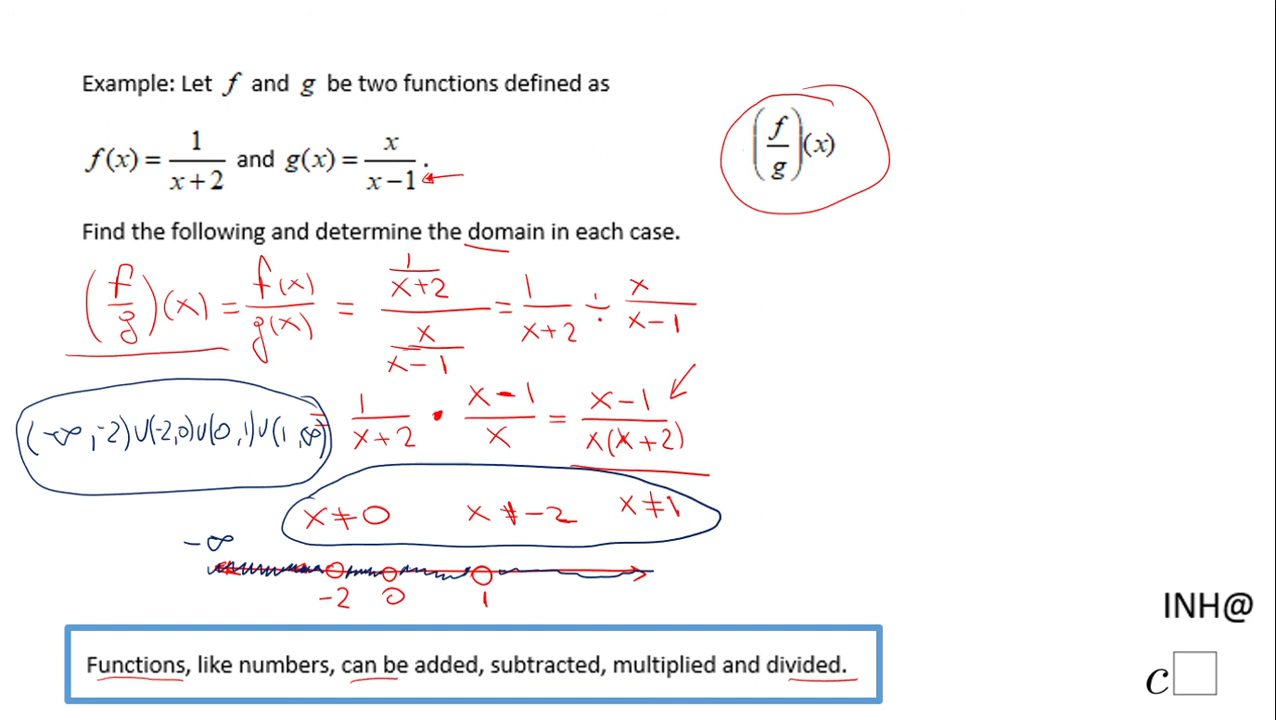 Example: Let f and g be two functions defined as
f(x) = 1/(x+2) and g(x) = x/(x−1).
(f/g)(x)
Find the following and determine the domain in each case.
(f/g)(x) = f(x)/g(x) = (1/(x+2))/(x/(x−1)) = 1/(x+2) ÷ x/(x−1)
= 1/(x+2) · (x−1)/x = (x−1)/(x(x+2))
(−∞,−2)∪(−2,0)∪(0,1)∪(1,∞)
x≠0 x≠−2 x≠1
−∞
−2 0 1
Functions, like numbers, can be added, subtracted, multiplied and divided.
INH@
c